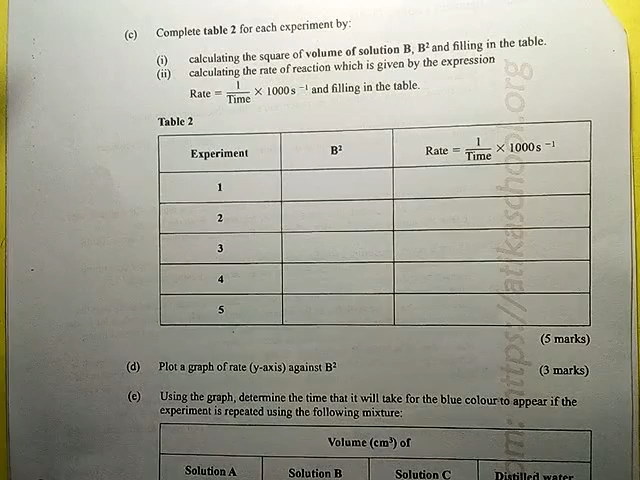 (c) Complete table 2 for each experiment by:
(i) calculating the square of volume of solution B, B² and filling in the table.
(ii) calculating the rate of reaction which is given by the expression
Rate = 1/Time × 1000 s ⁻¹ and filling in the table.
Table 2
Experiment B² Rate = 1/Time × 1000 s ⁻¹
1
2
3
4
5
(5 marks)
(d) Plot a graph of rate (y-axis) against B² (3 marks)
(e) Using the graph, determine the time that it will take for the blue colour to appear if the
experiment is repeated using the following mixture:
Volume (cm³) of
Solution A Solution B Solution C Distilled water
om: https://atikaschool.org